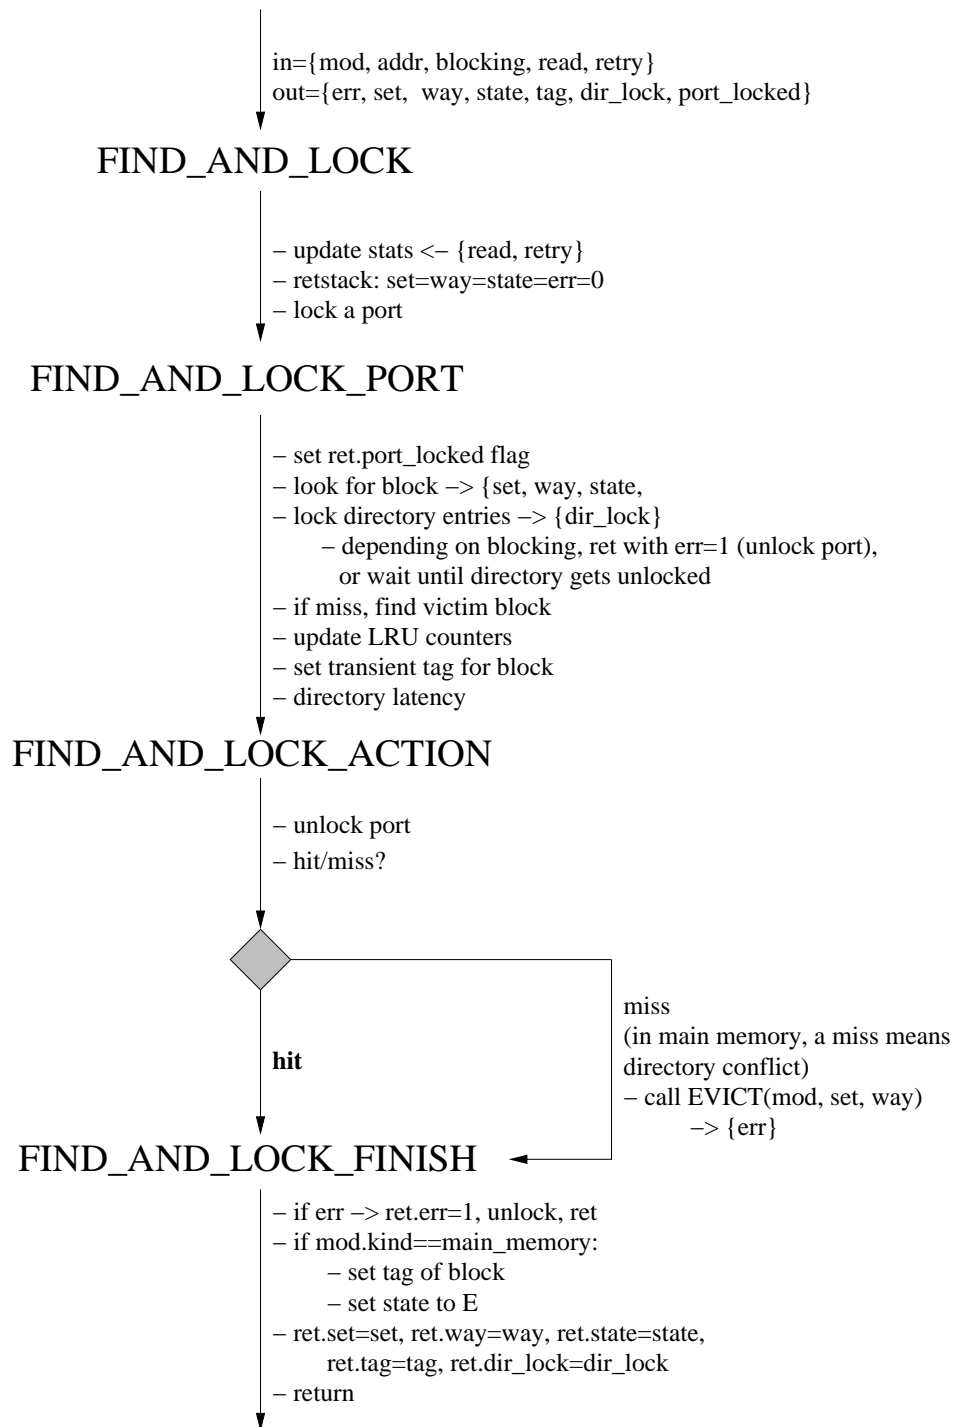 in={mod, addr, blocking, read, retry}
out={err, set, way, state, tag, dir_lock, port_locked}
FIND_AND_LOCK
– update stats <– {read, retry}
– retstack: set=way=state=err=0
– lock a port
FIND_AND_LOCK_PORT
– set ret.port_locked flag
– look for block –> {set, way, state,
– lock directory entries –> {dir_lock}
– depending on blocking, ret with err=1 (unlock port),
or wait until directory gets unlocked
– if miss, find victim block
– update LRU counters
– set transient tag for block
– directory latency
FIND_AND_LOCK_ACTION
– unlock port
– hit/miss?
miss
(in main memory, a miss means
directory conflict)
– call EVICT(mod, set, way)
–> {err}
hit
FIND_AND_LOCK_FINISH
– if err –> ret.err=1, unlock, ret
– if mod.kind==main_memory:
– set tag of block
– set state to E
– ret.set=set, ret.way=way, ret.state=state,
ret.tag=tag, ret.dir_lock=dir_lock
– return